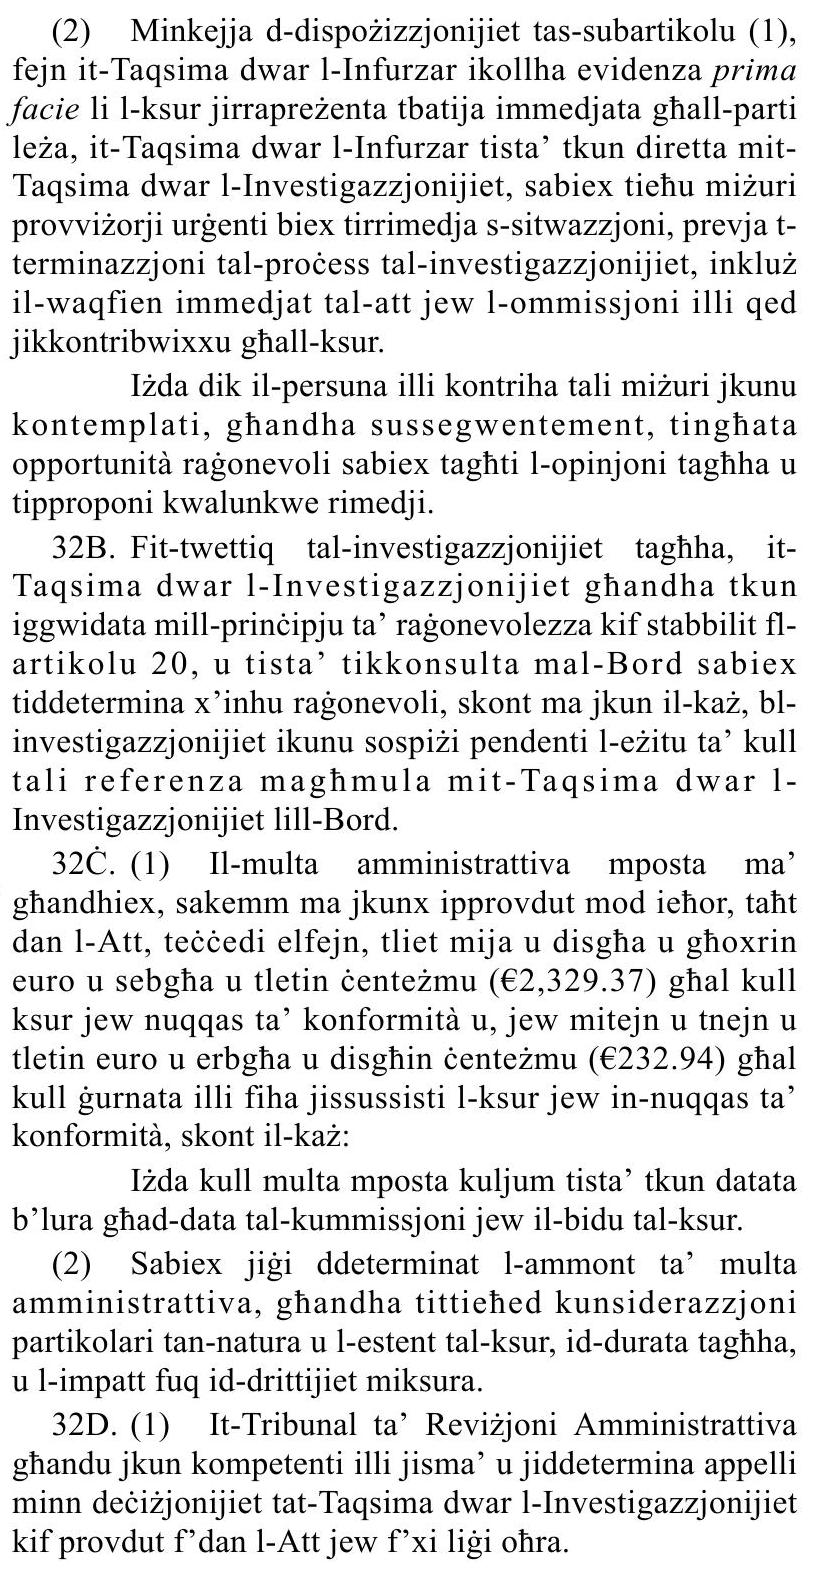 (2) Minkejja d-dispożizzjonijiet tas-subartikolu (1),
fejn it-Taqsima dwar l-Infurzar ikollha evidenza prima
facie li l-ksur jirrapreżenta tbatija immedjata għall-parti
leża, it-Taqsima dwar l-Infurzar tista’ tkun diretta mit-
Taqsima dwar l-Investigazzjonijiet, sabiex tieħu miżuri
provviżorji urġenti biex tirrimedja s-sitwazzjoni, prevja t-
terminazzjoni tal-proċess tal-investigazzjonijiet, inkluż
il-waqfien immedjat tal-att jew l-ommissjoni illi qed
jikkontribwixxu għall-ksur.
Iżda dik il-persuna illi kontriha tali miżuri jkunu
kontemplati, għandha sussegwentement, tingħata
opportunità raġonevoli sabiex tagħti l-opinjoni tagħha u
tipproponi kwalunkwe rimedji.
32B. Fit-twettiq tal-investigazzjonijiet tagħha, it-
Taqsima dwar l-Investigazzjonijiet għandha tkun
iggwidata mill-prinċipju ta’ raġonevolezza kif stabbilit fl-
artikolu 20, u tista’ tikkonsulta mal-Bord sabiex
tiddetermina x’inhu raġonevoli, skont ma jkun il-każ, bl-
investigazzjonijiet ikunu sospiżi pendenti l-eżitu ta’ kull
tali referenza magħmula mit-Taqsima dwar l-
Investigazzjonijiet lill-Bord.
32Ċ. (1) Il-multa amministrattiva mposta ma’
għandhiex, sakemm ma jkunx ipprovdut mod ieħor, taħt
dan l-Att, teċċedi elfejn, tliet mija u disgħa u għoxrin
euro u sebgħa u tletin ċenteżmu (€2,329.37) għal kull
ksur jew nuqqas ta’ konformità u, jew mitejn u tnejn u
tletin euro u erbgħa u disgħin ċenteżmu (€232.94) għal
kull ġurnata illi fiha jissussisti l-ksur jew in-nuqqas ta’
konformità, skont il-każ:
Iżda kull multa mposta kuljum tista’ tkun datata
b’lura għad-data tal-kummissjoni jew il-bidu tal-ksur.
(2) Sabiex jiġi ddeterminat l-ammont ta’ multa
amministrattiva, għandha tittieħed kunsiderazzjoni
partikolari tan-natura u l-estent tal-ksur, id-durata tagħha,
u l-impatt fuq id-drittijiet miksura.
32D. (1) It-Tribunal ta’ Reviżjoni Amministrattiva
għandu jkun kompetenti illi jisma’ u jiddetermina appelli
minn deċiżjonijiet tat-Taqsima dwar l-Investigazzjonijiet
kif provdut f’dan l-Att jew f’xi liġi oħra.